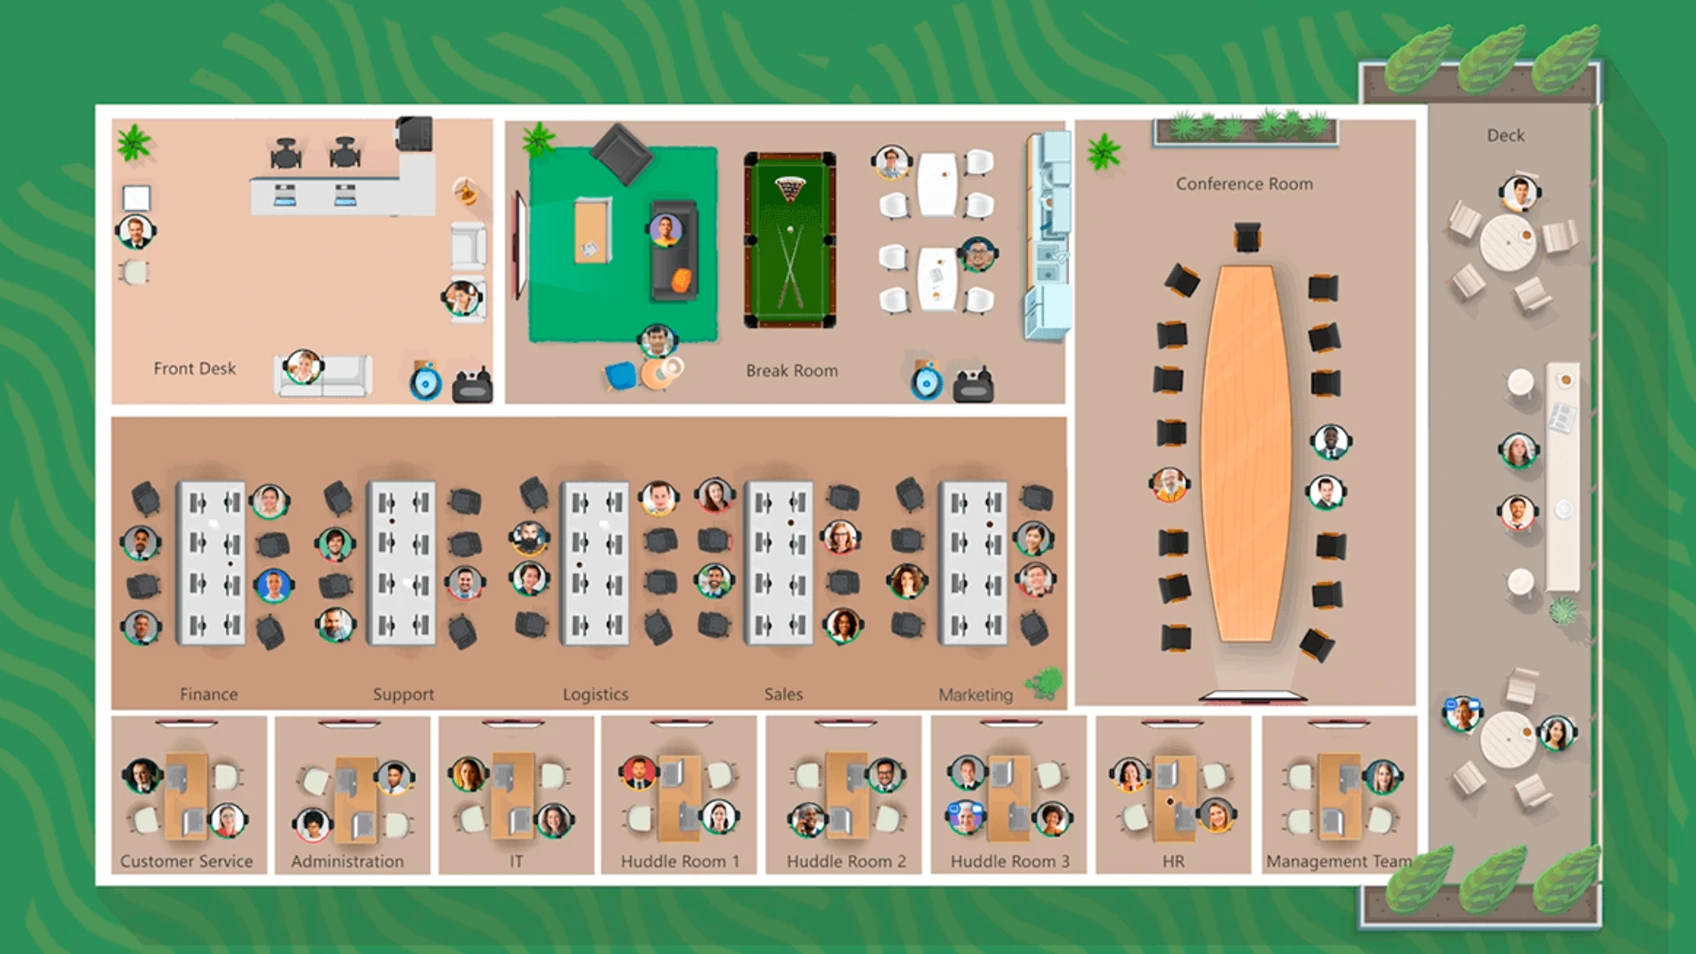 Deck
Conference Room
Front Desk
Break Room
Finance
Support
Logistics
Sales
Marketing
Customer Service
Administration
IT
Huddle Room 1
Huddle Room 2
Huddle Room 3
HR
Management Team